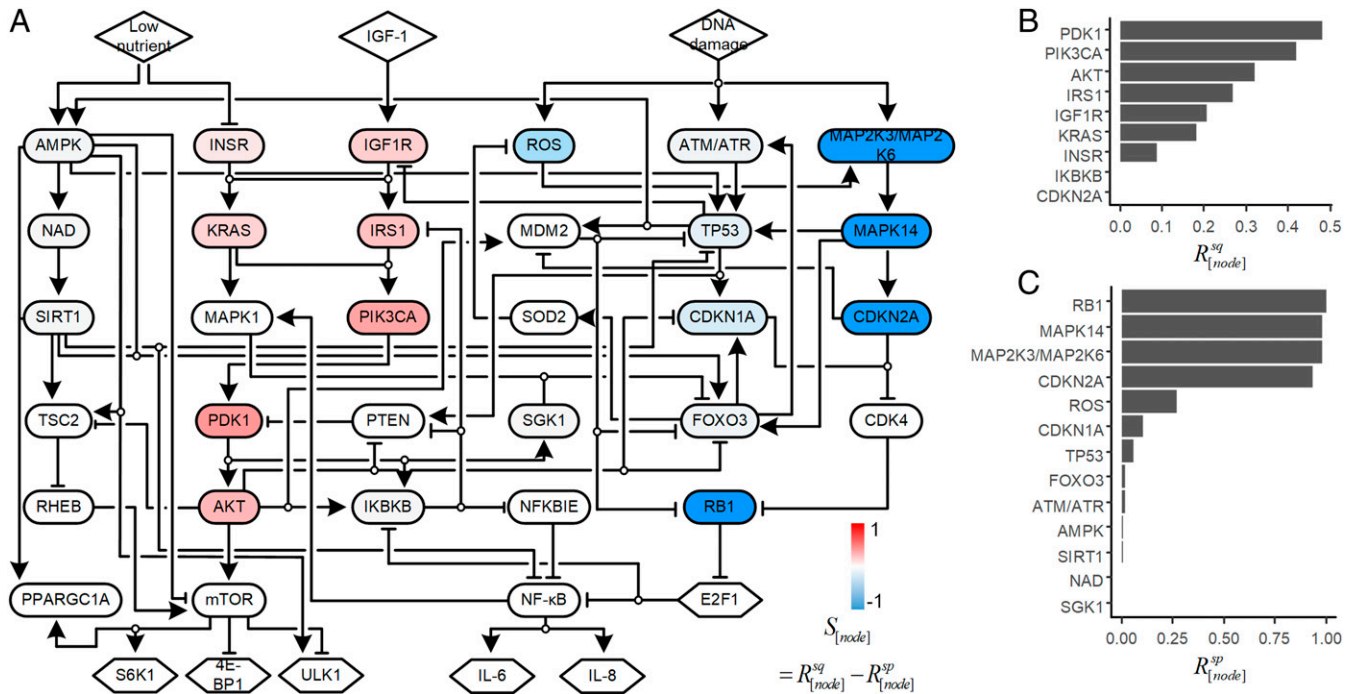 A
Low
nutrient
IGF-1
DNA
damage
AMPK
INSR
IGF1R
ROS
ATM/ATR
MAP2K3/MAP2
K6
NAD
KRAS
IRS1
MDM2
TP53
MAPK14
SIRT1
MAPK1
PIK3CA
SOD2
CDKN1A
CDKN2A
TSC2
PDK1
PTEN
SGK1
FOXO3
CDK4
RHEB
AKT
IKBKB
NFKBIE
RB1
PPARGC1A
mTOR
NF-κB
E2F1
S6K1
4E-
BP1
ULK1
IL-6
IL-8
1
-1
S[node]
= R^sq_[node] − R^sp_[node]
B
PDK1
PIK3CA
AKT
IRS1
IGF1R
KRAS
INSR
IKBKB
CDKN2A
0.0 0.1 0.2 0.3 0.4 0.5
R^sq_[node]
C
RB1
MAPK14
MAP2K3/MAP2K6
CDKN2A
ROS
CDKN1A
TP53
FOXO3
ATM/ATR
AMPK
SIRT1
NAD
SGK1
0.00 0.25 0.50 0.75 1.00
R^sp_[node]